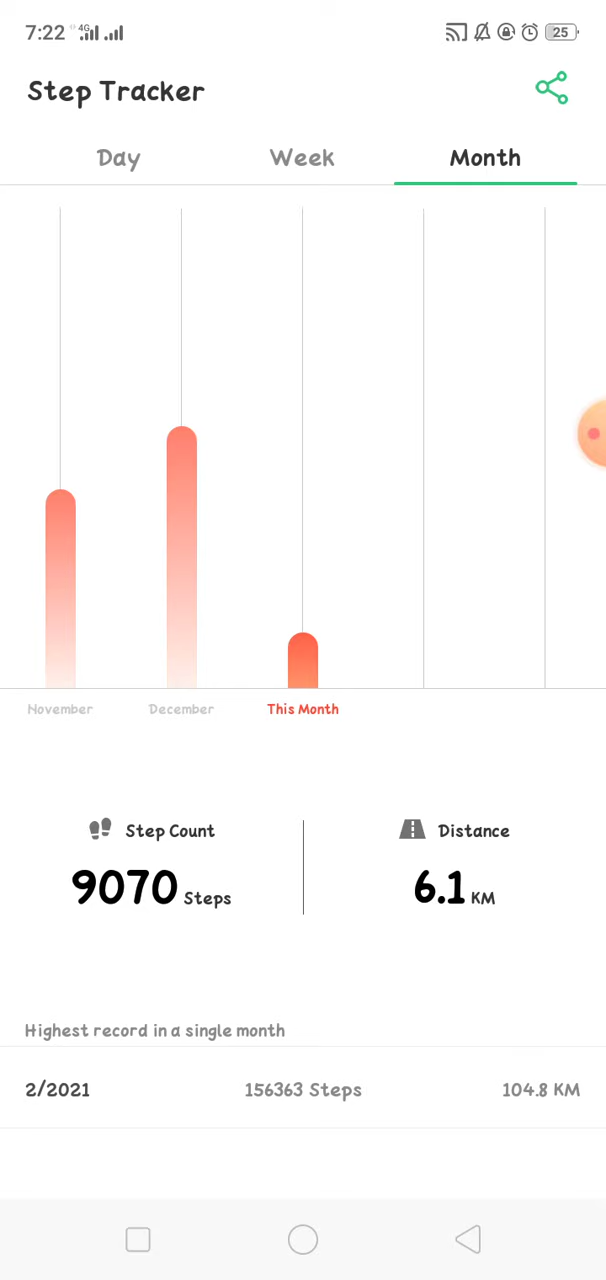 7:22 4G 25
Step Tracker
Day Week Month
November December This Month
Step Count Distance
9070 Steps 6.1 KM
Highest record in a single month
2/2021 156363 Steps 104.8 KM